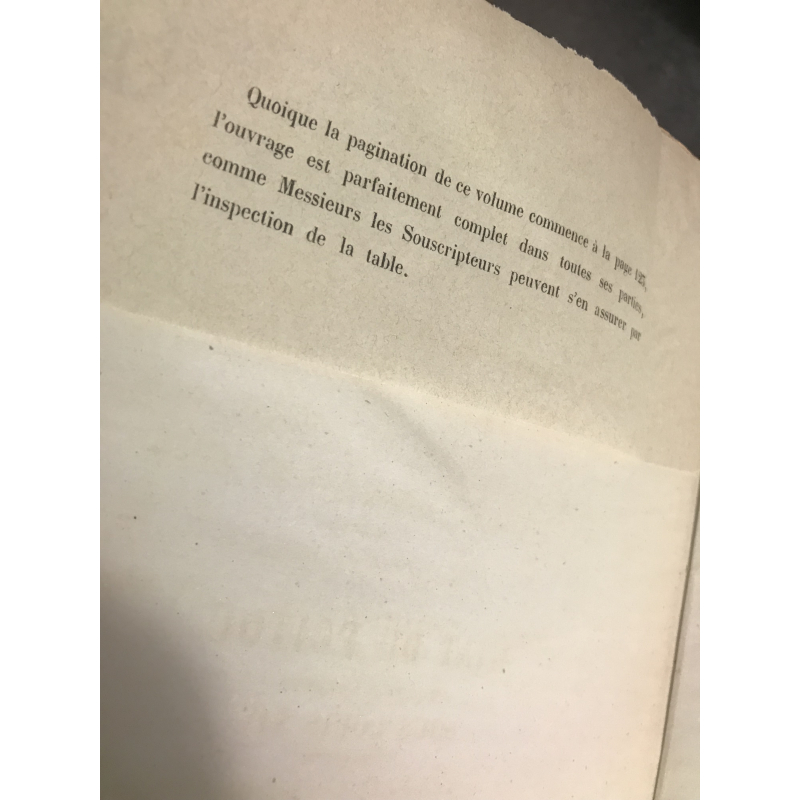 Quoique la pagination de ce volume commence à la page 125,
l'ouvrage est parfaitement complet dans toutes ses parties,
comme Messieurs les Souscripteurs peuvent s'en assurer par
l'inspection de la table.